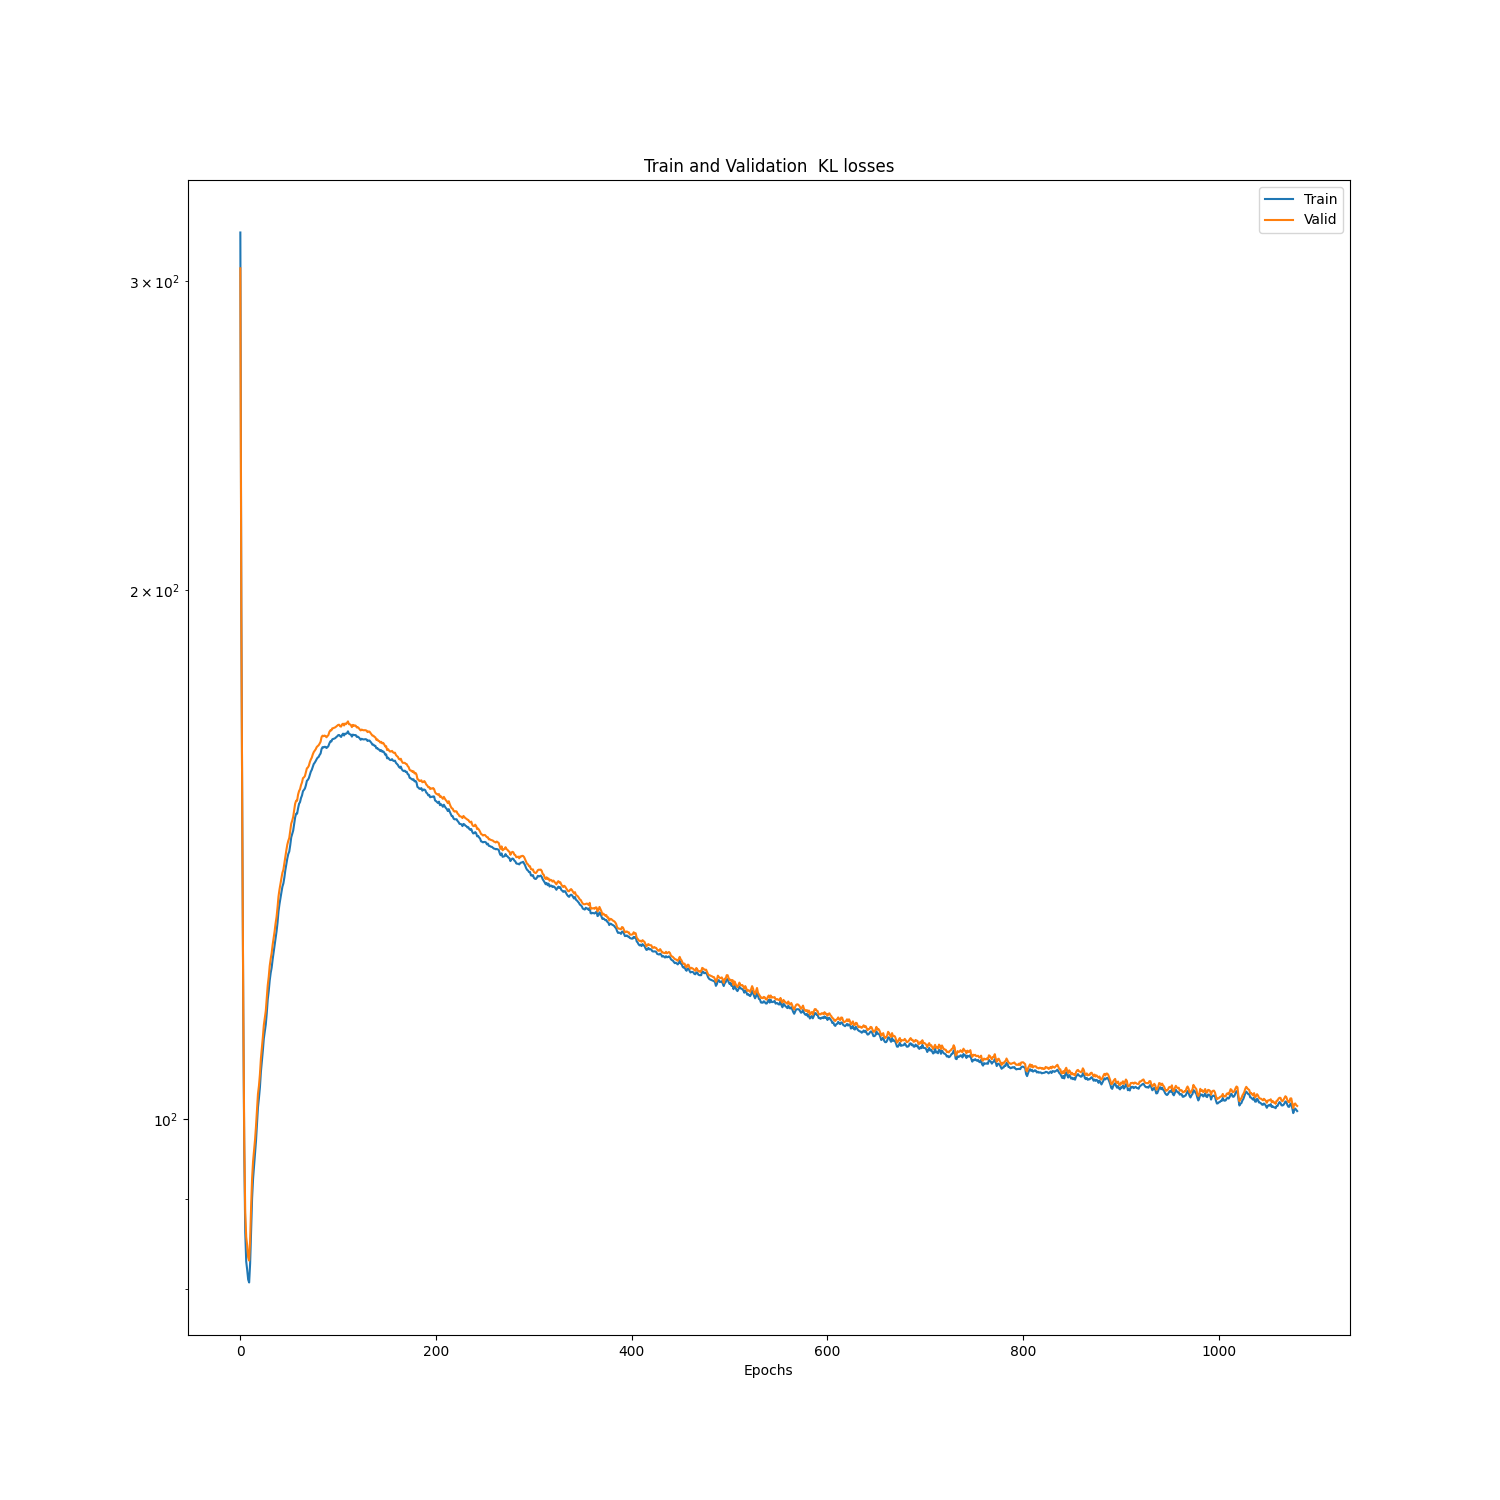 Train and Validation  KL losses
Train
Valid
3 × 10²
2 × 10²
10²
0 200 400 600 800 1000
Epochs